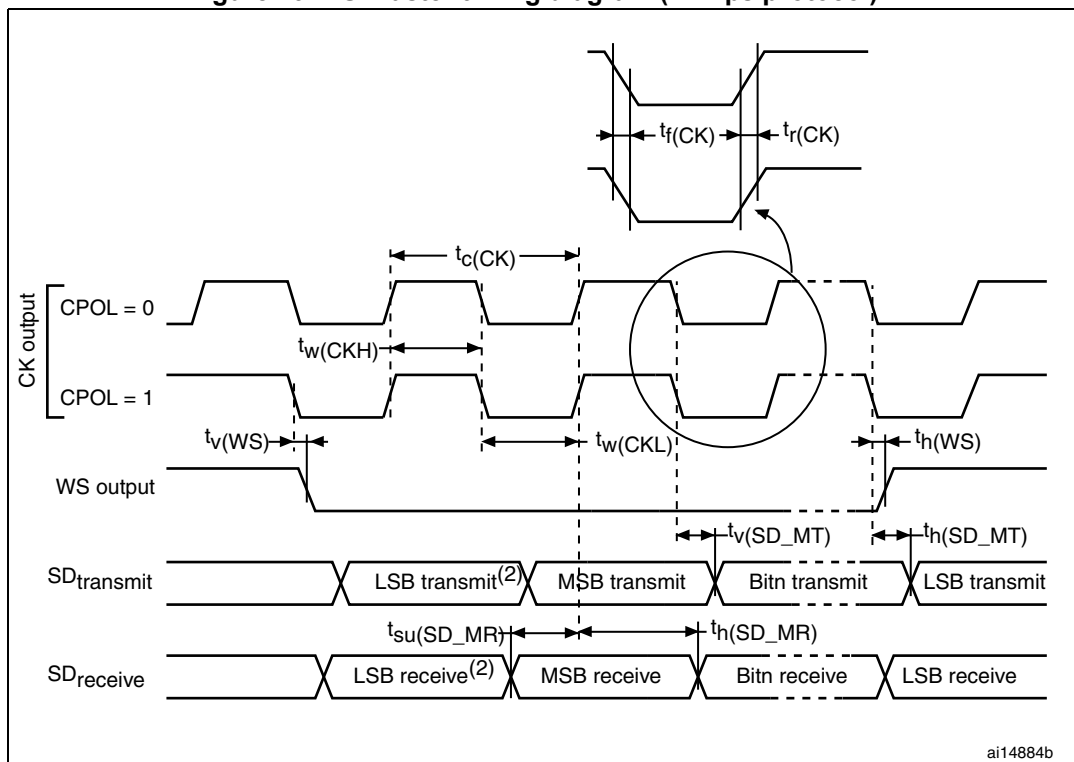 tf(CK)
tr(CK)
tc(CK)
CK output
CPOL = 0
tw(CKH)
CPOL = 1
tv(WS)
tw(CKL)
th(WS)
WS output
tv(SD_MT)
th(SD_MT)
SDtransmit
LSB transmit(2)
MSB transmit
Bitn transmit
LSB transmit
tsu(SD_MR)
th(SD_MR)
SDreceive
LSB receive(2)
MSB receive
Bitn receive
LSB receive
ai14884b